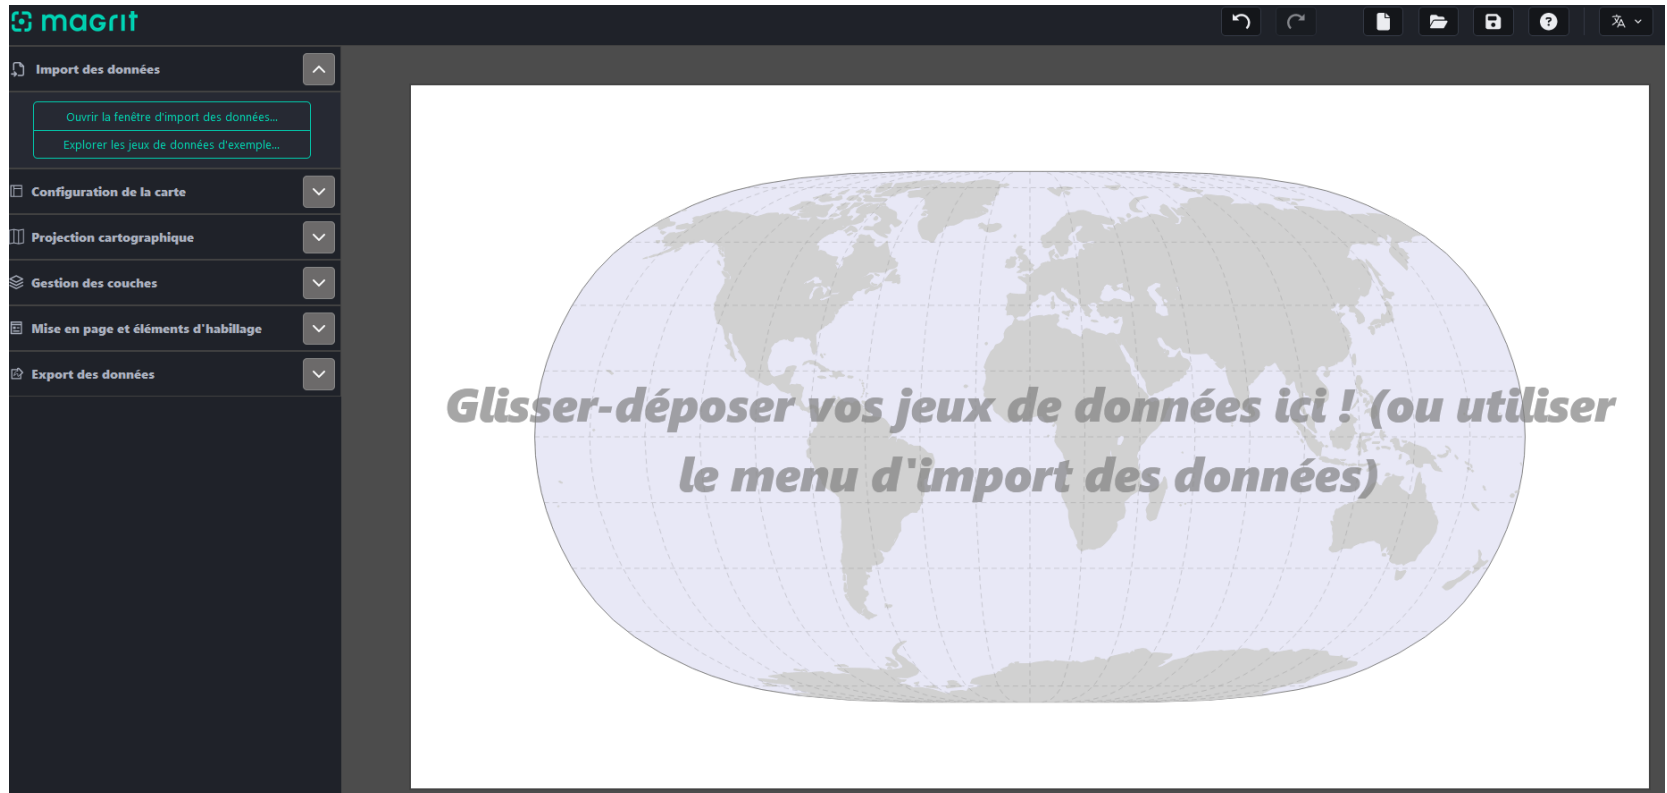 magrit
Import des données
Ouvrir la fenêtre d'import des données...
Explorer les jeux de données d'exemple...
Configuration de la carte
Projection cartographique
Gestion des couches
Mise en page et éléments d'habillage
Export des données
Glisser-déposer vos jeux de données ici ! (ou utiliser
le menu d'import des données)